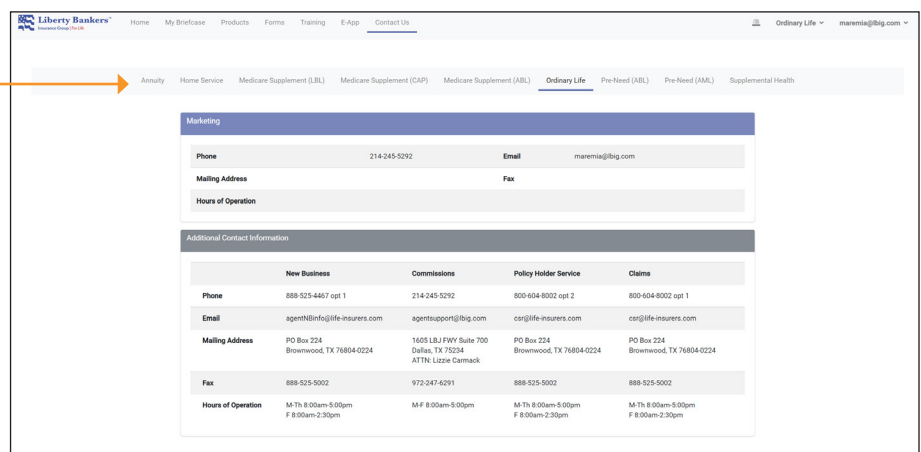 Liberty Bankers™
Insurance Group | For Life
Home My Briefcase Products Forms Training E-App Contact Us
Ordinary Life maremia@lbig.com
Annuity Home Service Medicare Supplement (LBL) Medicare Supplement (CAP) Medicare Supplement (ABL) Ordinary Life Pre-Need (ABL) Pre-Need (AML) Supplemental Health
Marketing
Phone 214-245-5292 Email maremia@lbig.com
Mailing Address Fax
Hours of Operation
Additional Contact Information
New Business Commissions Policy Holder Service Claims
Phone 888-525-4467 opt 1 214-245-5292 800-604-8002 opt 2 800-604-8002 opt 1
Email agentNBinfo@life-insurers.com agentsupport@lbig.com csr@life-insurers.com csr@life-insurers.com
Mailing Address PO Box 224 1605 LBJ FWY Suite 700 PO Box 224 PO Box 224
Brownwood, TX 76804-0224 Dallas, TX 75234 Brownwood, TX 76804-0224 Brownwood, TX 76804-0224
ATTN: Lizzie Carmack
Fax 888-525-5002 972-247-6291 888-525-5002 888-525-5002
Hours of Operation M-Th 8:00am-5:00pm M-F 8:00am-5:00pm M-Th 8:00am-5:00pm M-Th 8:00am-5:00pm
F 8:00am-2:30pm F 8:00am-2:30pm F 8:00am-2:30pm